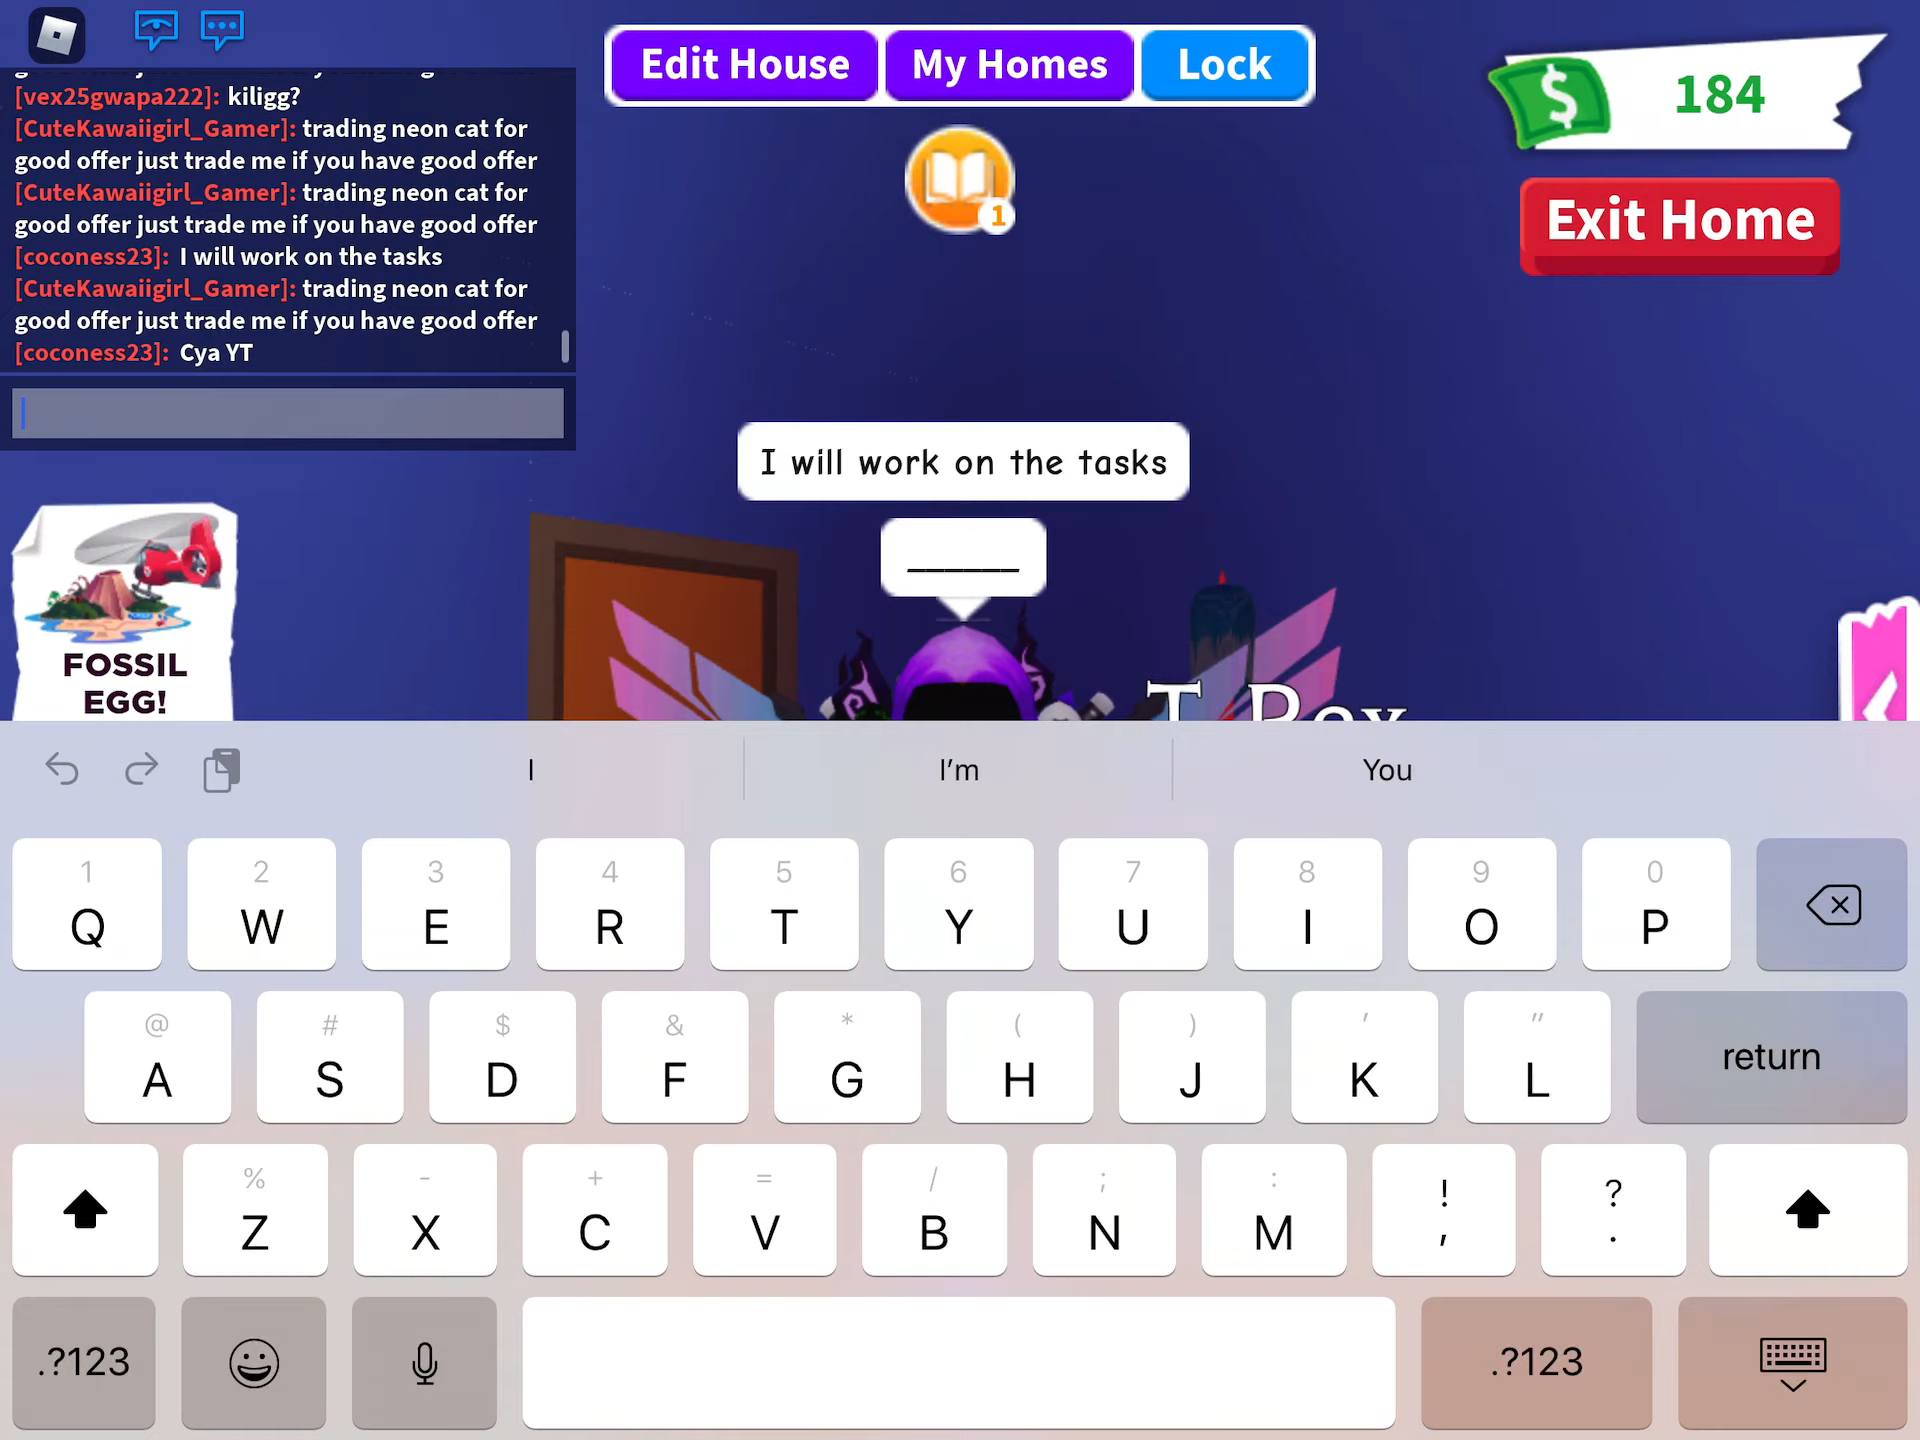 Edit House My Homes Lock
184
1
Exit Home
[vex25gwapa222]: kiligg?
[CuteKawaiigirl_Gamer]: trading neon cat for
good offer just trade me if you have good offer
[CuteKawaiigirl_Gamer]: trading neon cat for
good offer just trade me if you have good offer
[coconess23]: I will work on the tasks
[CuteKawaiigirl_Gamer]: trading neon cat for
good offer just trade me if you have good offer
[coconess23]: Cya YT
I will work on the tasks
______
FOSSIL
EGG!
T-Rex
I I’m You
1 2 3 4 5 6 7 8 9 0
Q W E R T Y U I O P
@ # $ & * ( ) ' "
A S D F G H J K L return
% - + = / ; : ! ?
Z X C V B N M , .
.?123 .?123